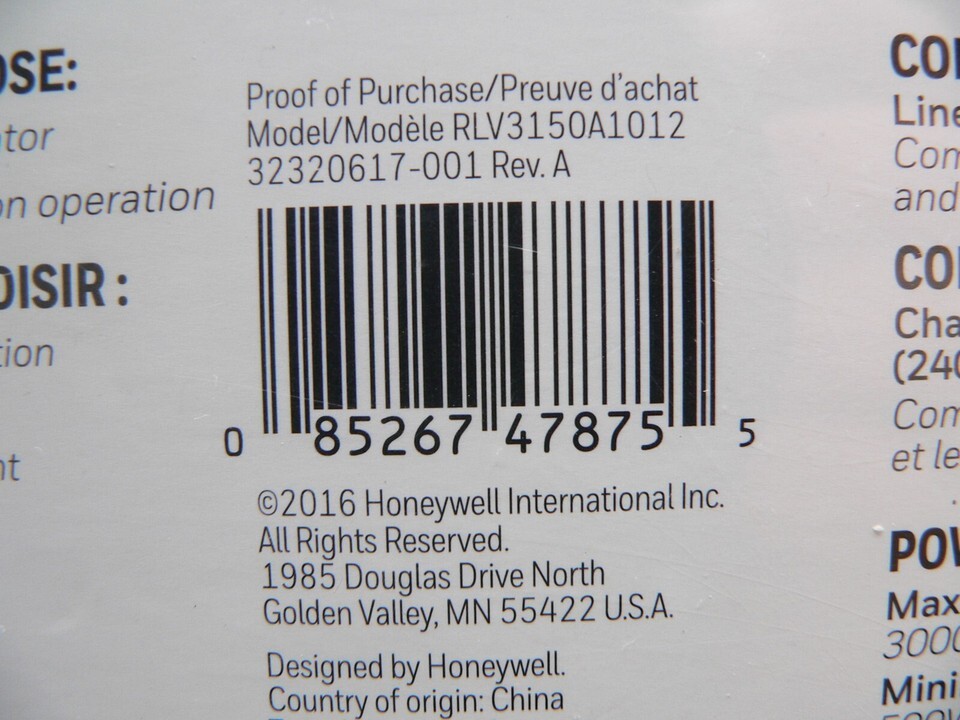 OSE:
ator
on operation
OISIR :
tion
nt
Proof of Purchase/Preuve d'achat
Model/Modèle RLV3150A1012
32320617-001 Rev. A
0 85267 47875 5
©2016 Honeywell International Inc.
All Rights Reserved.
1985 Douglas Drive North
Golden Valley, MN 55422 U.S.A.
Designed by Honeywell.
Country of origin: China
CO
Line
Com
and
CO
Cha
(240
Com
et le
POW
Max
3000
Mini